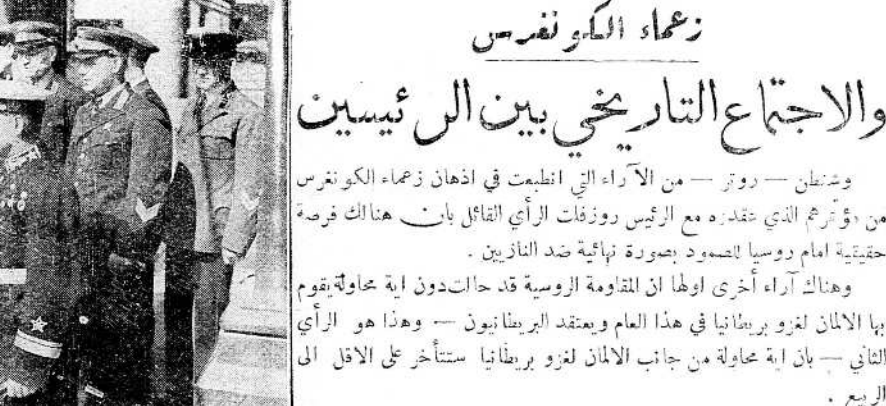 زعماء الكونغرس
والاجتماع التاريخي بين الرئيسين
وشنطن — روتر — من الآراء التي انطبعت في اذهان زعماء الكونغرس
من مؤتمرهم الذي عقدزه مع الرئيس روزفلت الرأي القائل بان هنالك فرصة
حقيقية امام روسيا للصمود بصورة نهائية ضد النازيين .
وهناك آراء أخرى اولها ان المقاومة الروسية قد حالت دون اية محاولة يقوم
بها الالمان لغزو بريطانيا في هذا العام ويعتقد البريطانيون — وهذا هو الرأي
الثاني — بان اية محاولة من جانب الالمان لغزو بريطانيا ستتأخر على الاقل الى
الربيع .